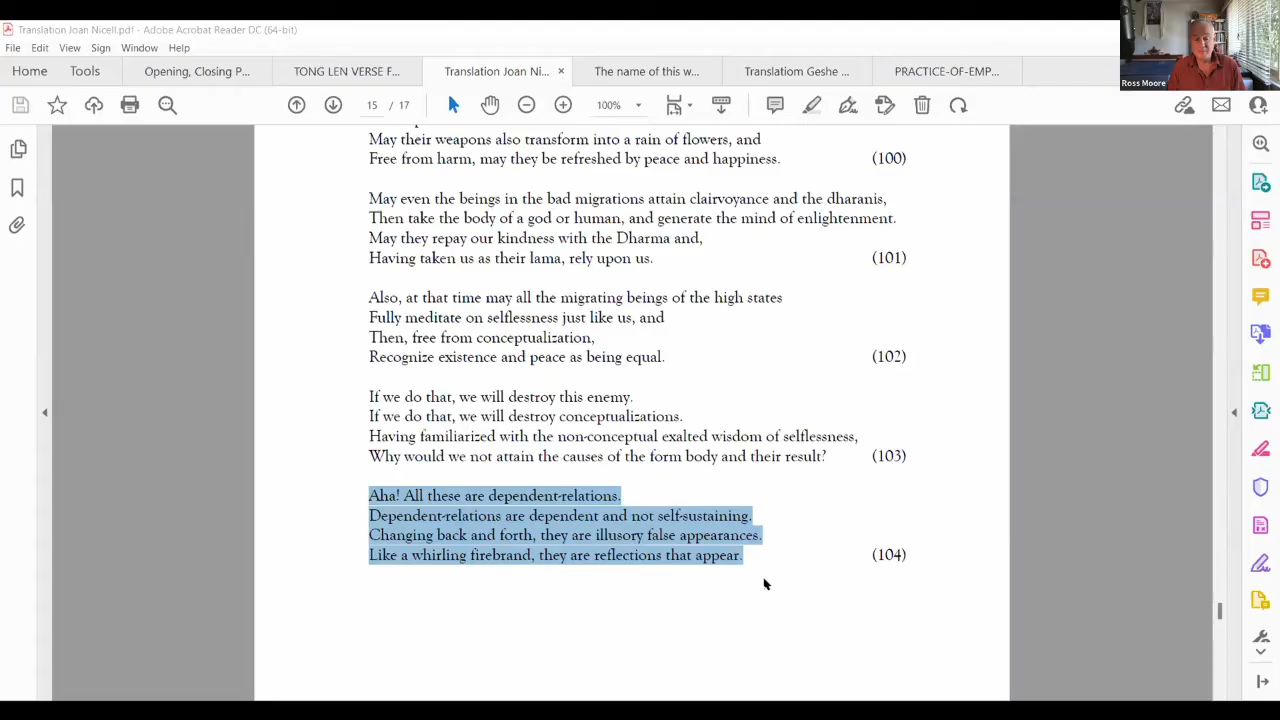 Translation Joan Nicell.pdf - Adobe Acrobat Reader DC (64-bit)
File Edit View Sign Window Help
Home Tools Opening, Closing P... TONG LEN VERSE F... Translation Joan Ni... × The name of this w... Translatiom Geshe ... PRACTICE-OF-EMP...
Ross Moore
15 / 17 100%
May their weapons also transform into a rain of flowers, and
Free from harm, may they be refreshed by peace and happiness. (100)
May even the beings in the bad migrations attain clairvoyance and the dharanis,
Then take the body of a god or human, and generate the mind of enlightenment.
May they repay our kindness with the Dharma and,
Having taken us as their lama, rely upon us. (101)
Also, at that time may all the migrating beings of the high states
Fully meditate on selflessness just like us, and
Then, free from conceptualization,
Recognize existence and peace as being equal. (102)
If we do that, we will destroy this enemy.
If we do that, we will destroy conceptualizations.
Having familiarized with the non-conceptual exalted wisdom of selflessness,
Why would we not attain the causes of the form body and their result? (103)
Aha! All these are dependent-relations.
Dependent-relations are dependent and not self-sustaining.
Changing back and forth, they are illusory false appearances.
Like a whirling firebrand, they are reflections that appear. (104)